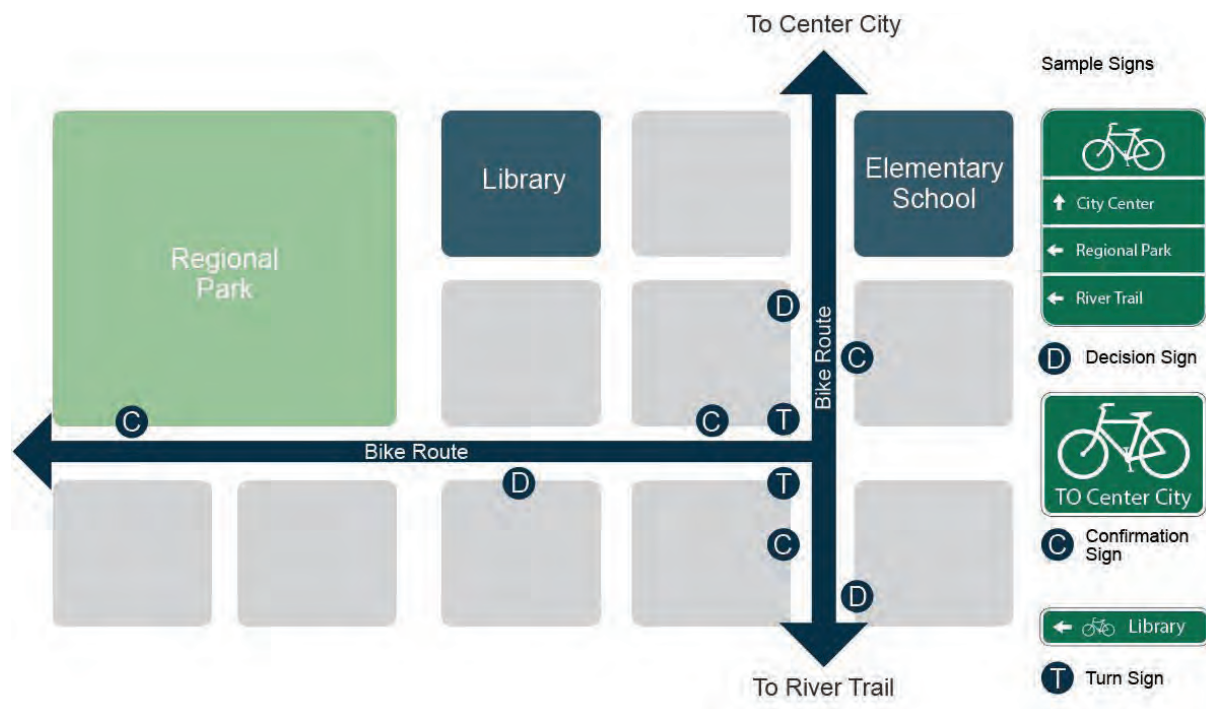 To Center City
Sample Signs
Regional
Park
Library
Elementary
School
City Center
Regional Park
River Trail
D
Decision Sign
D
C
Bike Route
C
C
T
Bike Route
TO Center City
D
T
C
C
Confirmation
Sign
D
Library
T
Turn Sign
To River Trail